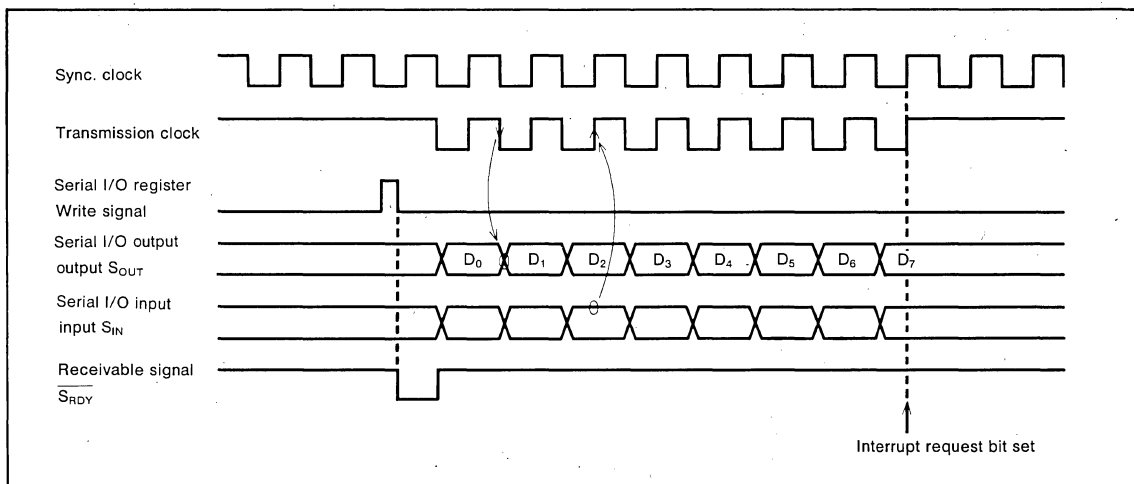 Sync. clock
Transmission clock
Serial I/O register
Write signal
Serial I/O output
output SOUT
D0 D1 D2 D3 D4 D5 D6 D7
Serial I/O input
input SIN
Receivable signal
SRDY
Interrupt request bit set